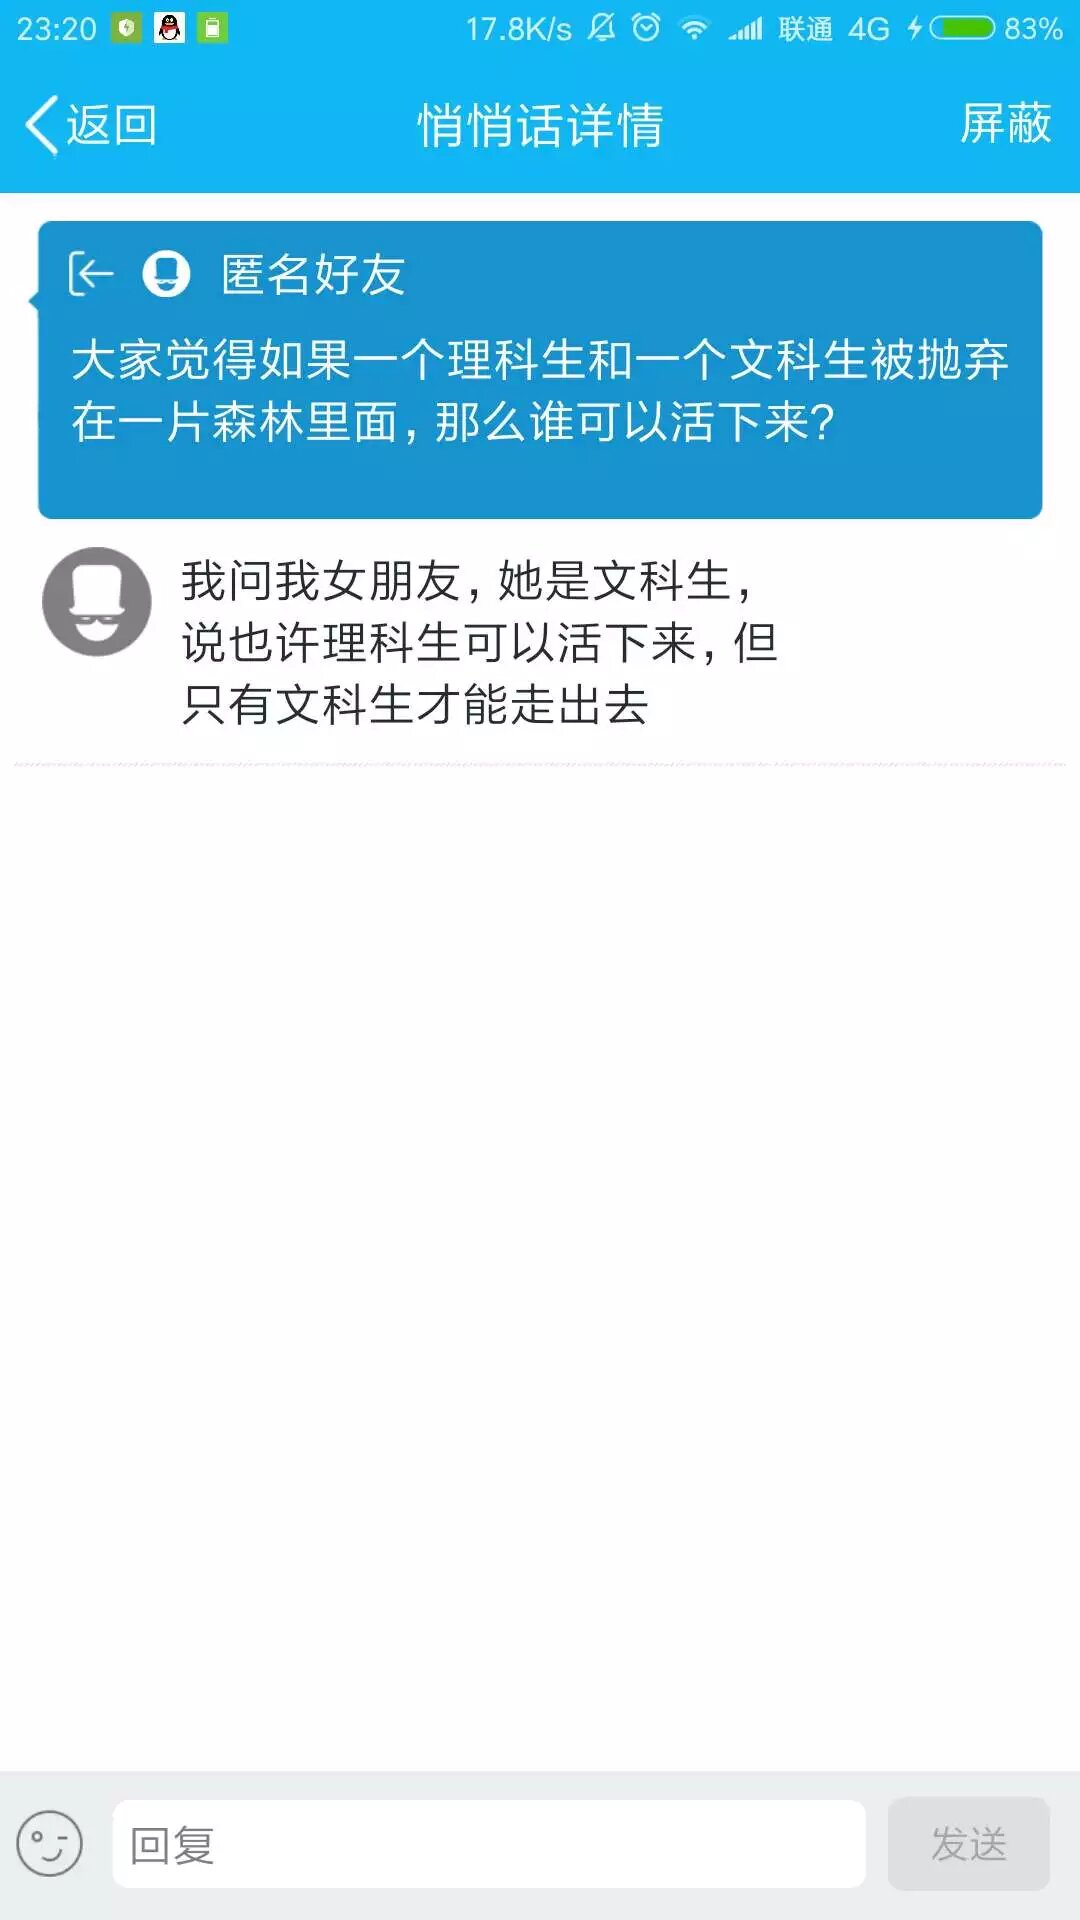 23:20 17.8K/s 联通 4G 83%
返回 悄悄话详情 屏蔽
匿名好友
大家觉得如果一个理科生和一个文科生被抛弃
在一片森林里面,那么谁可以活下来?
我问我女朋友,她是文科生,
说也许理科生可以活下来,但
只有文科生才能走出去
回复 发送